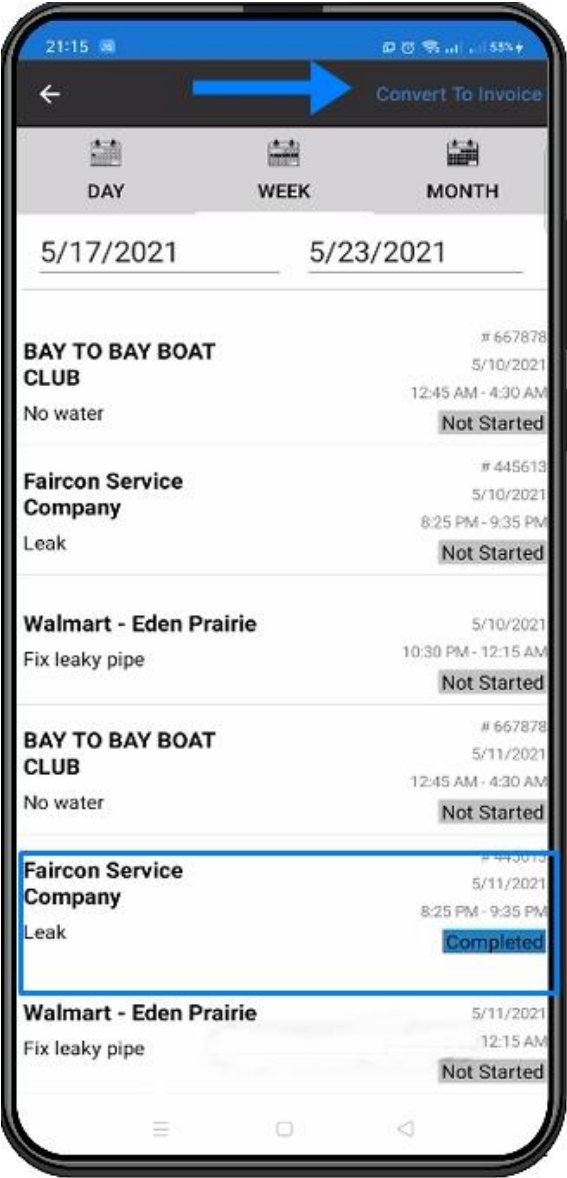 21:15
55%
Convert To Invoice
DAY WEEK MONTH
5/17/2021 5/23/2021
# 667878
BAY TO BAY BOAT
CLUB
5/10/2021
12:45 AM - 4:30 AM
No water
Not Started
# 445613
Faircon Service
Company
5/10/2021
8:25 PM - 9:35 PM
Leak
Not Started
Walmart - Eden Prairie
5/10/2021
Fix leaky pipe
10:30 PM - 12:15 AM
Not Started
# 667878
BAY TO BAY BOAT
CLUB
5/11/2021
12:45 AM - 4:30 AM
No water
Not Started
# 445613
Faircon Service
Company
5/11/2021
8:25 PM - 9:35 PM
Leak
Completed
Walmart - Eden Prairie
5/11/2021
12:15 AM
Fix leaky pipe
Not Started